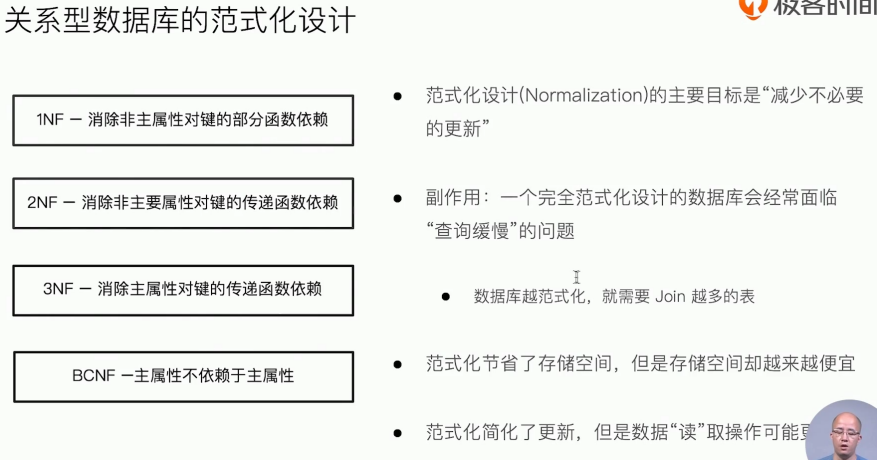 关系型数据库的范式化设计
极客时间
1NF — 消除非主属性对键的部分函数依赖
2NF — 消除非主要属性对键的传递函数依赖
3NF — 消除主属性对键的传递函数依赖
BCNF —主属性不依赖于主属性
● 范式化设计(Normalization)的主要目标是“减少不必要
的更新”
● 副作用：一个完全范式化设计的数据库会经常面临
“查询缓慢”的问题
● 数据库越范式化，就需要 Join 越多的表
● 范式化节省了存储空间，但是存储空间却越来越便宜
● 范式化简化了更新，但是数据“读”取操作可能